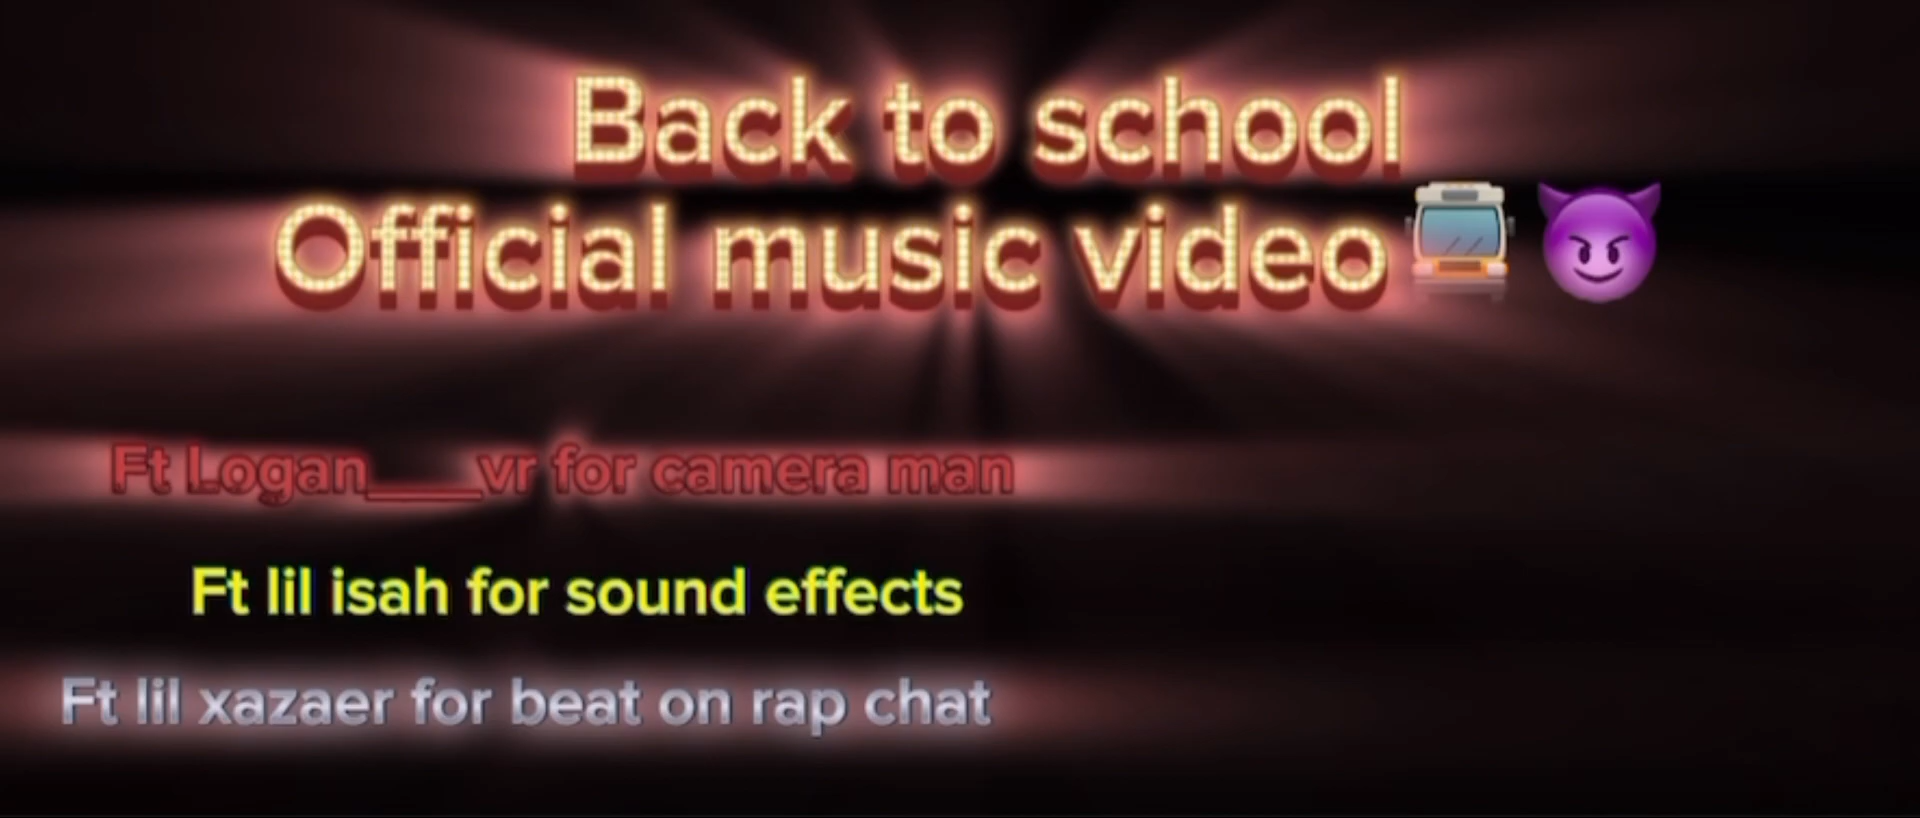 Back to school
Official music video🚍😈
Ft Logan___vr for camera man
Ft lil isah for sound effects
Ft lil xazaer for beat on rap chat